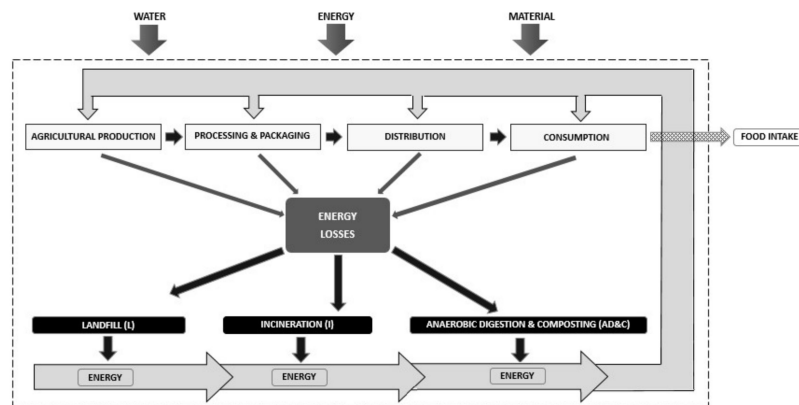 WATER ENERGY MATERIAL
AGRICULTURAL PRODUCTION PROCESSING & PACKAGING DISTRIBUTION CONSUMPTION FOOD INTAKE
ENERGY
LOSSES
LANDFILL (L) INCINERATION (I) ANAEROBIC DIGESTION & COMPOSTING (AD&C)
ENERGY ENERGY ENERGY